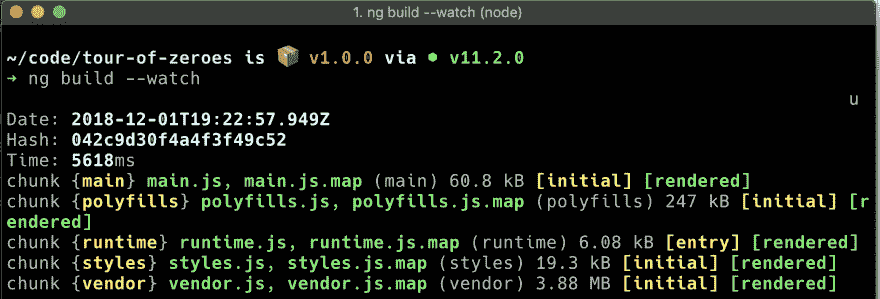 1. ng build --watch (node)
~/code/tour-of-zeroes is 📦 v1.0.0 via ⬢ v11.2.0
→ ng build --watch
u
Date: 2018-12-01T19:22:57.949Z
Hash: 042c9d30f4a4f3f49c52
Time: 5618ms
chunk {main} main.js, main.js.map (main) 60.8 kB [initial] [rendered]
chunk {polyfills} polyfills.js, polyfills.js.map (polyfills) 247 kB [initial] [r
endered]
chunk {runtime} runtime.js, runtime.js.map (runtime) 6.08 kB [entry] [rendered]
chunk {styles} styles.js, styles.js.map (styles) 19.3 kB [initial] [rendered]
chunk {vendor} vendor.js, vendor.js.map (vendor) 3.88 MB [initial] [rendered]